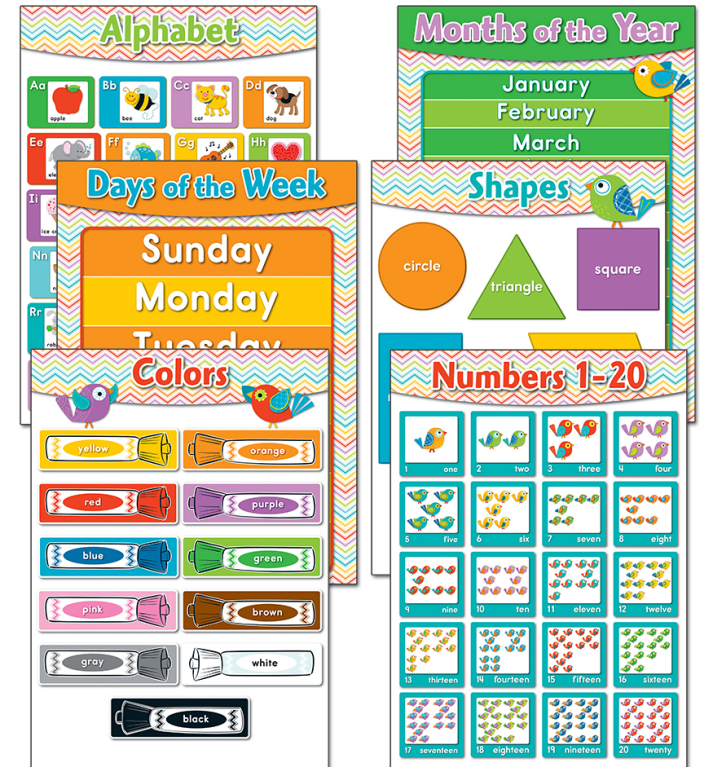 Alphabet
Aa Bb Cc Dd
apple bee cat dog
Ee Ff Gg Hh
Ii
Nn
Rr
Months of the Year
January
February
March
Days of the Week
Sunday
Monday
Tuesday
Shapes
circle
triangle
square
Colors
yellow orange
red purple
blue green
pink brown
gray white
black
Numbers 1-20
1 one 2 two 3 three 4 four
5 five 6 six 7 seven 8 eight
9 nine 10 ten 11 eleven 12 twelve
13 thirteen 14 fourteen 15 fifteen 16 sixteen
17 seventeen 18 eighteen 19 nineteen 20 twenty